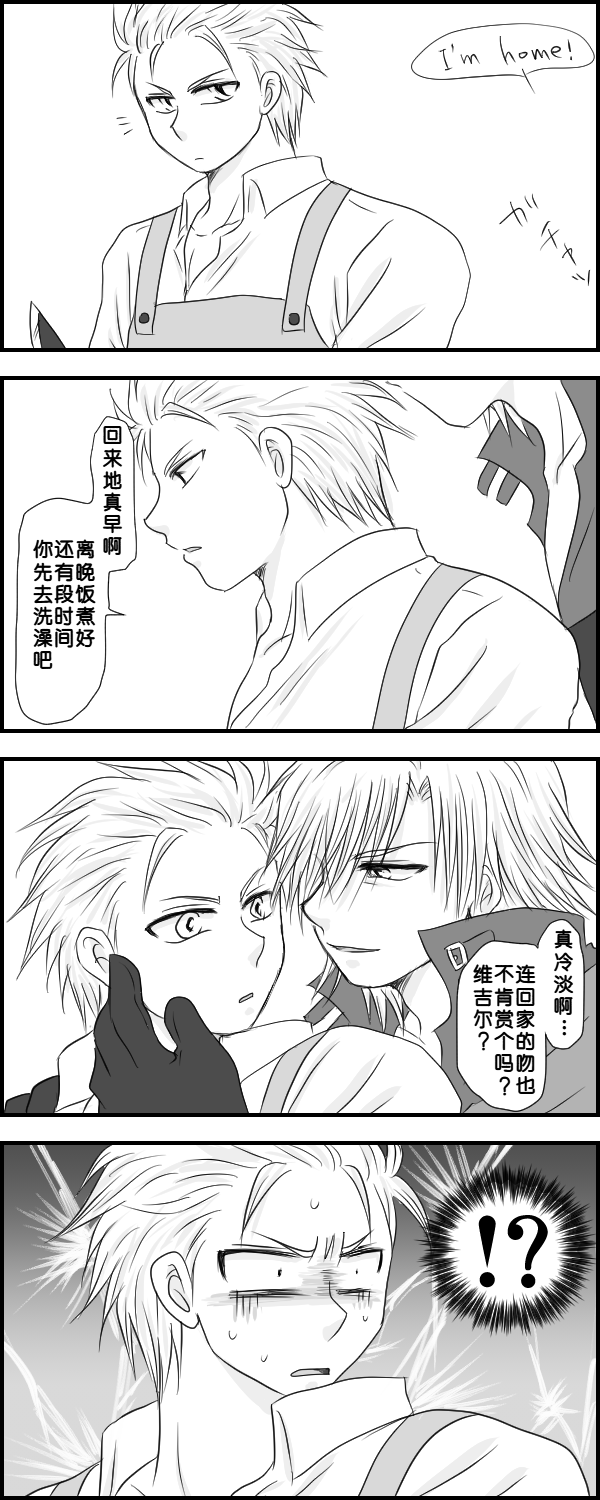 I'm home!
ガチャッ
回来地真早啊
离晚饭煮好
还有段时间
你先去洗澡吧
真冷淡啊…
连回家的吻也
不肯赏个吗？
维吉尔？
!?